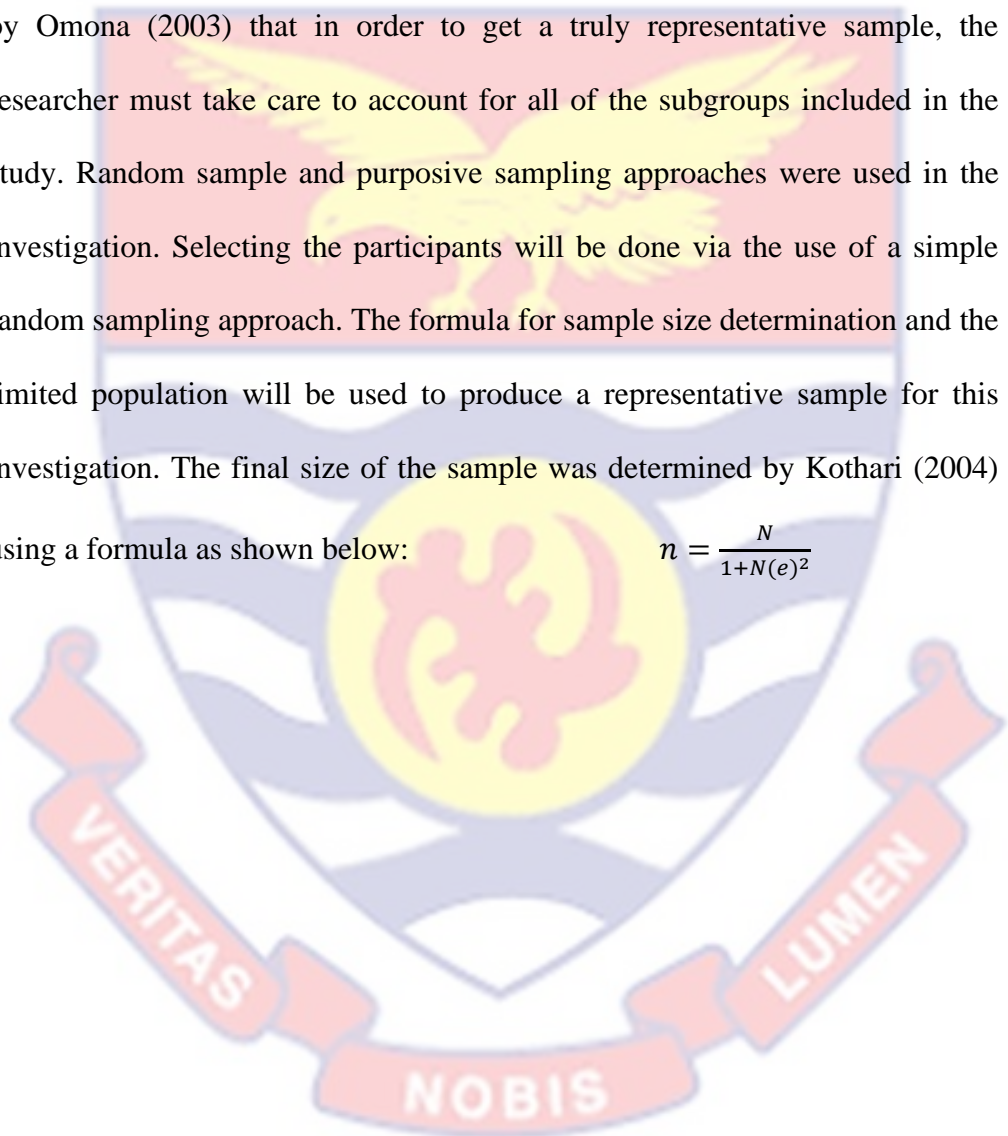 by Omona (2003) that in order to get a truly representative sample, the
researcher must take care to account for all of the subgroups included in the
study. Random sample and purposive sampling approaches were used in the
investigation. Selecting the participants will be done via the use of a simple
random sampling approach. The formula for sample size determination and the
limited population will be used to produce a representative sample for this
investigation. The final size of the sample was determined by Kothari (2004)
using a formula as shown below: n = N / 1+N(e)²
VERITAS NOBIS LUMEN